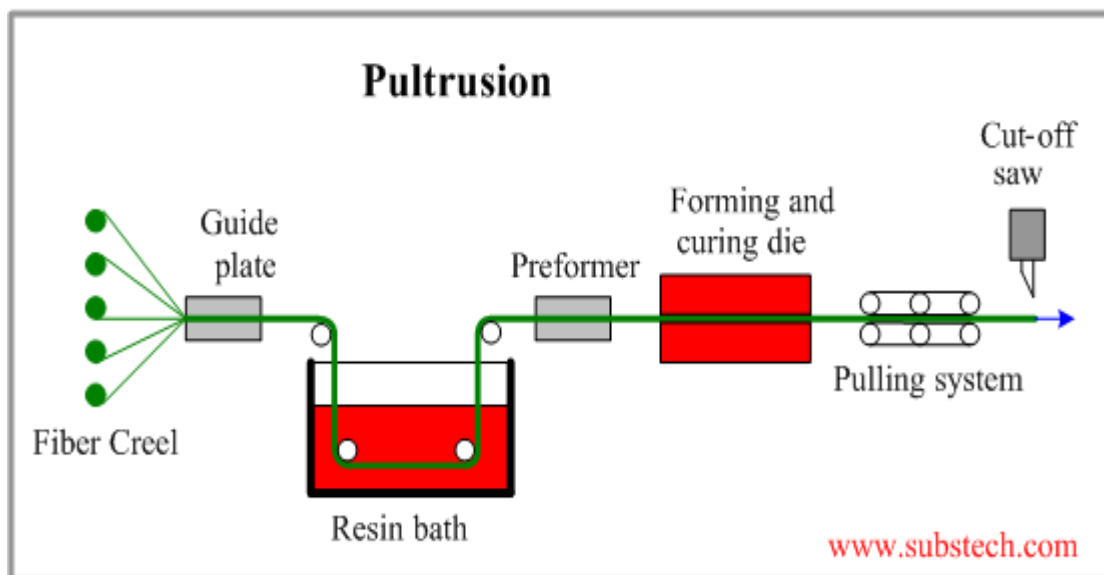 Pultrusion
Cut-off
saw
Guide
plate
Forming and
curing die
Preformer
Pulling system
Fiber Creel
Resin bath
www.substech.com